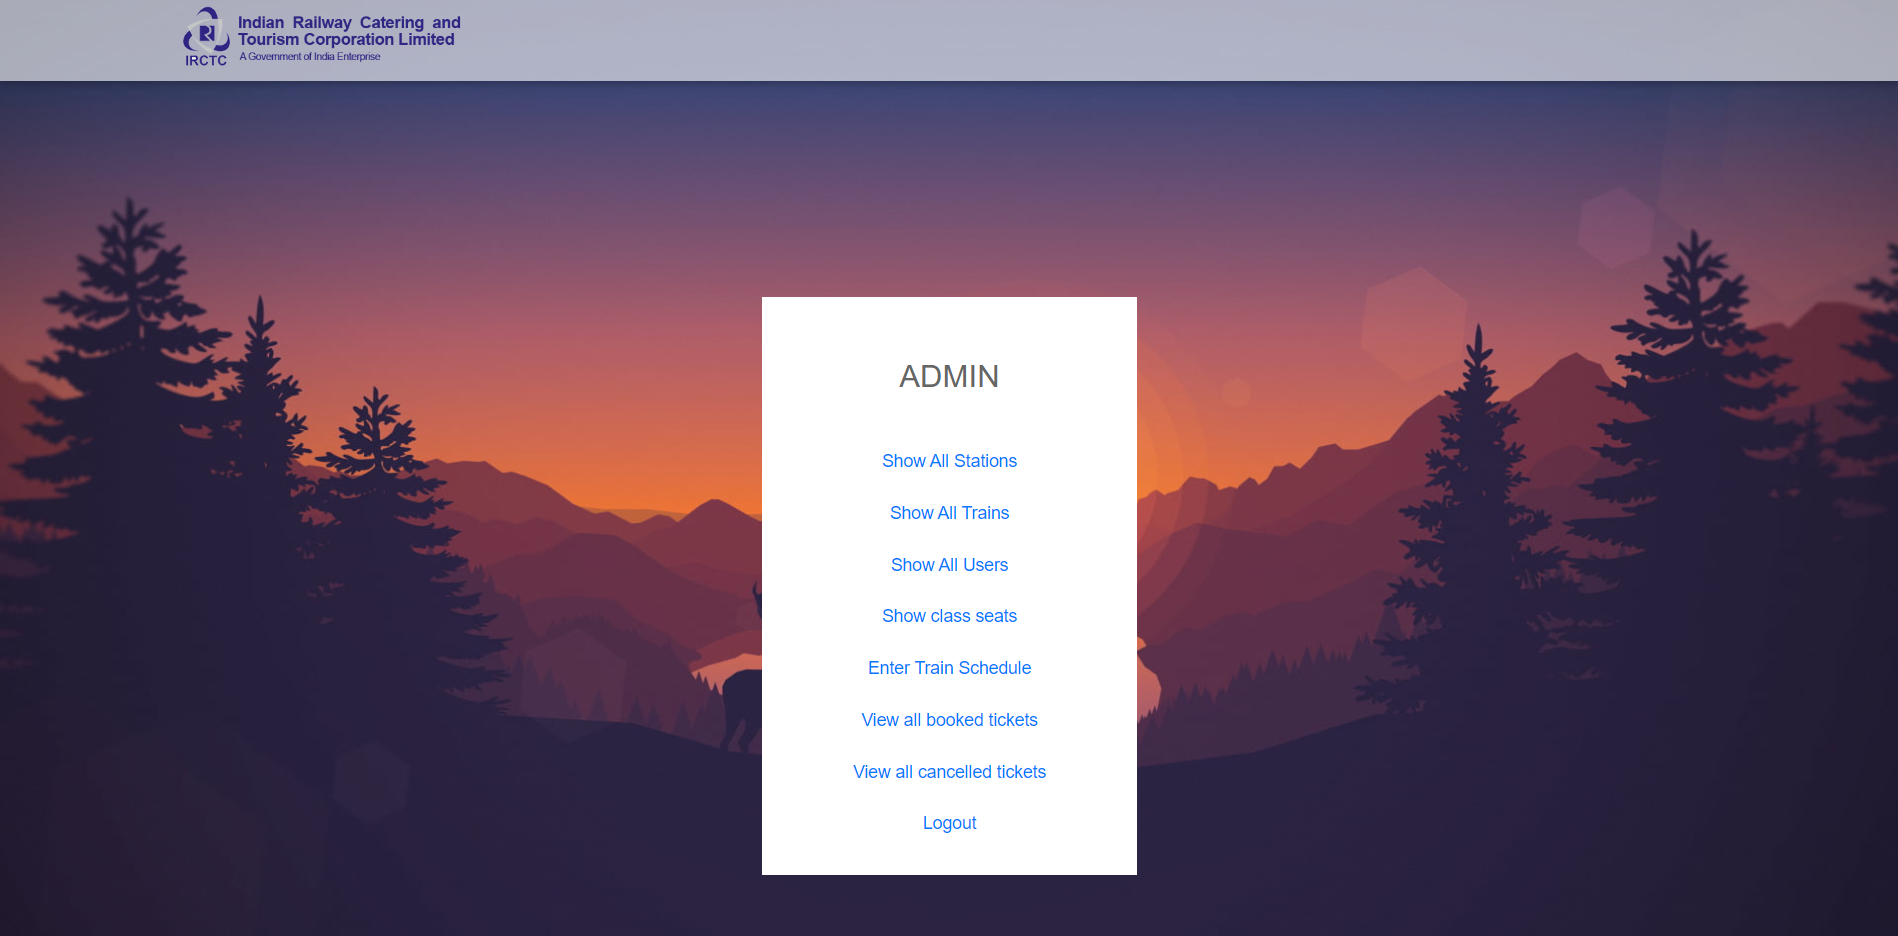 Indian Railway Catering and
Tourism Corporation Limited
A Government of India Enterprise
IRCTC
ADMIN
Show All Stations
Show All Trains
Show All Users
Show class seats
Enter Train Schedule
View all booked tickets
View all cancelled tickets
Logout